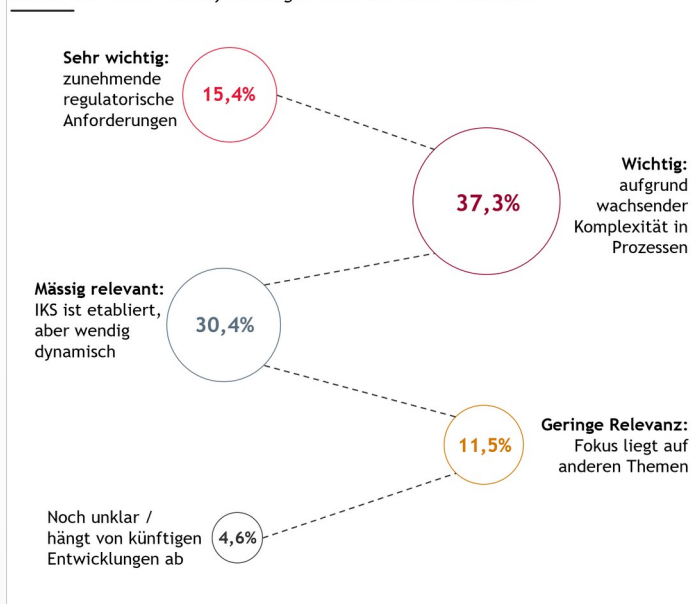 Sehr wichtig:
zunehmende
regulatorische
Anforderungen
15,4%
Wichtig:
aufgrund
wachsender
Komplexität in
Prozessen
37,3%
Mässig relevant:
IKS ist etabliert,
aber wendig
dynamisch
30,4%
Geringe Relevanz:
Fokus liegt auf
anderen Themen
11,5%
Noch unklar /
hängt von künftigen
Entwicklungen ab
4,6%